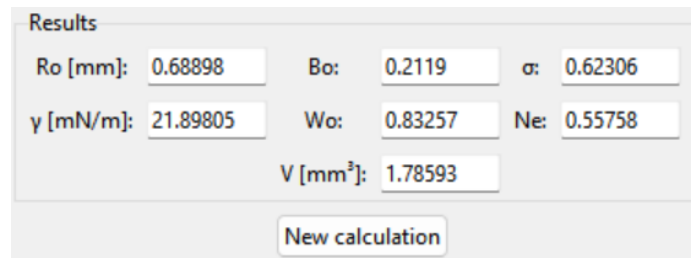 Results
Ro [mm]: 0.68898 Bo: 0.2119 σ: 0.62306
γ [mN/m]: 21.89805 Wo: 0.83257 Ne: 0.55758
V [mm³]: 1.78593
New calculation